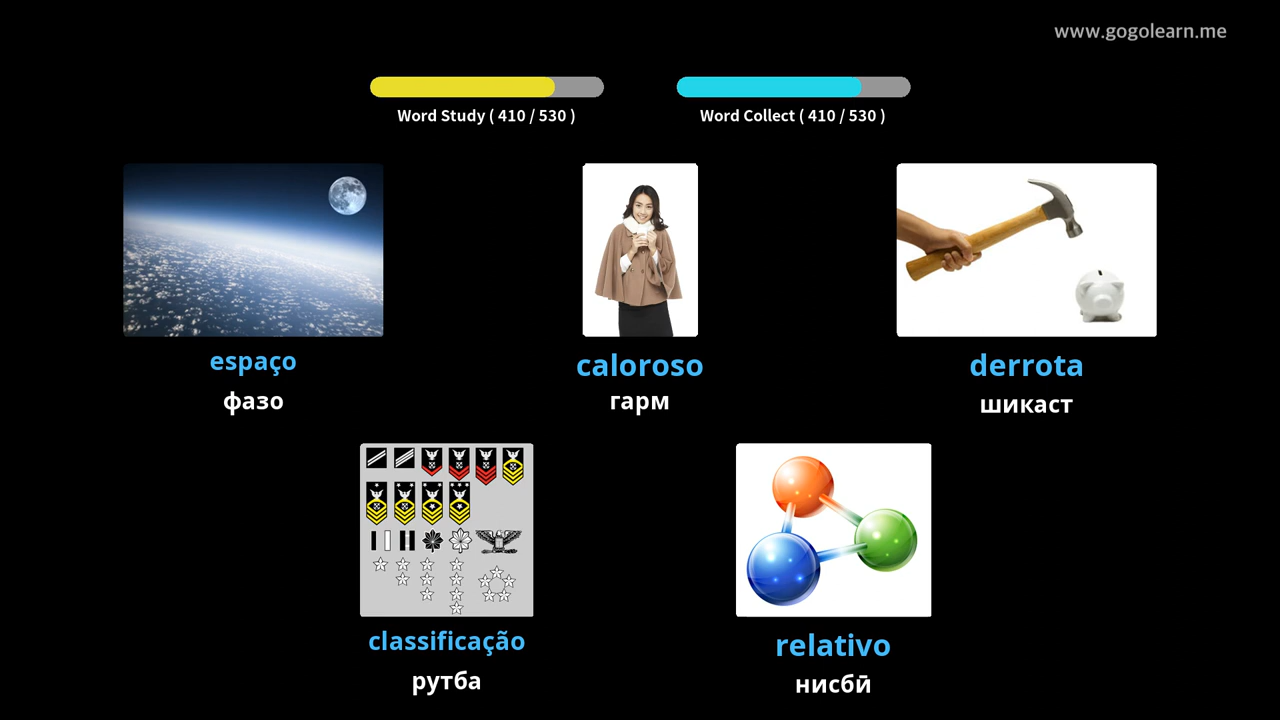 www.gogolearn.me
Word Study ( 410 / 530 )
Word Collect ( 410 / 530 )
espaço
caloroso
derrota
фазо
гарм
шикаст
classificação
relativo
рутба
нисбӣ